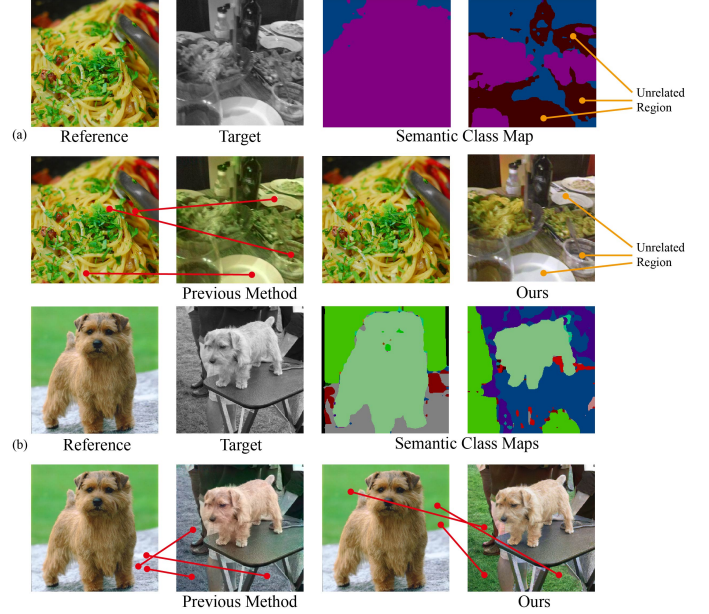 Unrelated
Region
(a)
Reference
Target
Semantic Class Map
Unrelated
Region
Previous Method
Ours
(b)
Reference
Target
Semantic Class Maps
Previous Method
Ours